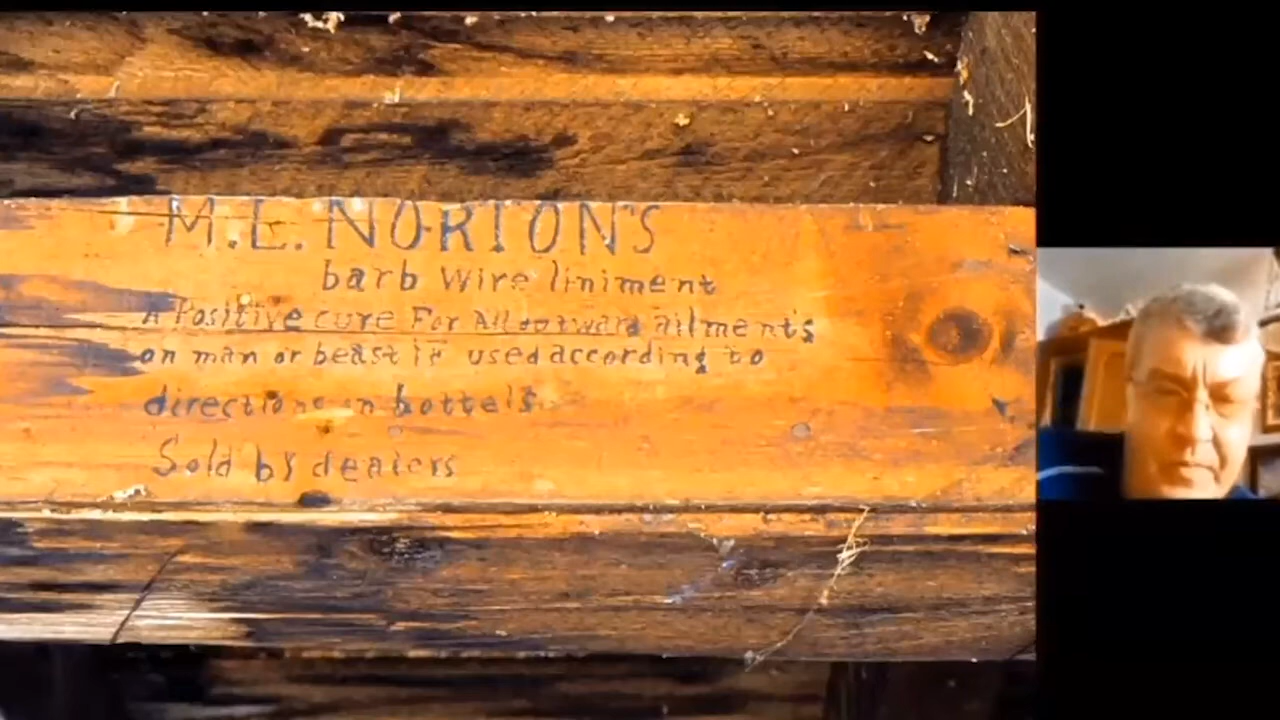 M.L. NORTON'S
barb Wire liniment
A Positive cure For All outward ailments
on man or beast if used according to
directions on bottels
Sold by dealers